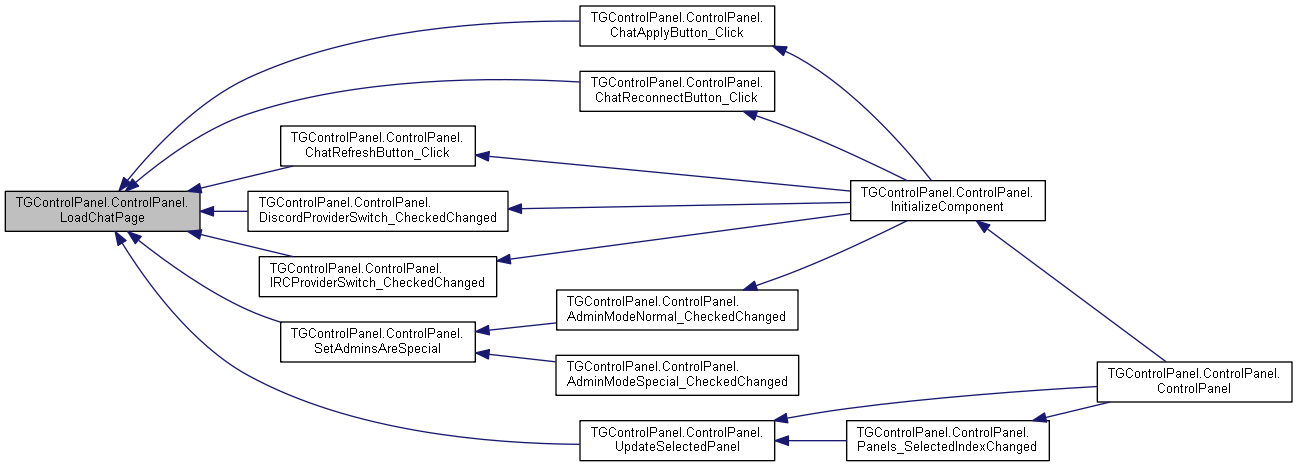 TGControlPanel.ControlPanel.
ChatApplyButton_Click
TGControlPanel.ControlPanel.
ChatReconnectButton_Click
TGControlPanel.ControlPanel.
ChatRefreshButton_Click
TGControlPanel.ControlPanel.
LoadChatPage
TGControlPanel.ControlPanel.
DiscordProviderSwitch_CheckedChanged
TGControlPanel.ControlPanel.
InitializeComponent
TGControlPanel.ControlPanel.
IRCProviderSwitch_CheckedChanged
TGControlPanel.ControlPanel.
AdminModeNormal_CheckedChanged
TGControlPanel.ControlPanel.
SetAdminsAreSpecial
TGControlPanel.ControlPanel.
AdminModeSpecial_CheckedChanged
TGControlPanel.ControlPanel.
ControlPanel
TGControlPanel.ControlPanel.
UpdateSelectedPanel
TGControlPanel.ControlPanel.
Panels_SelectedIndexChanged